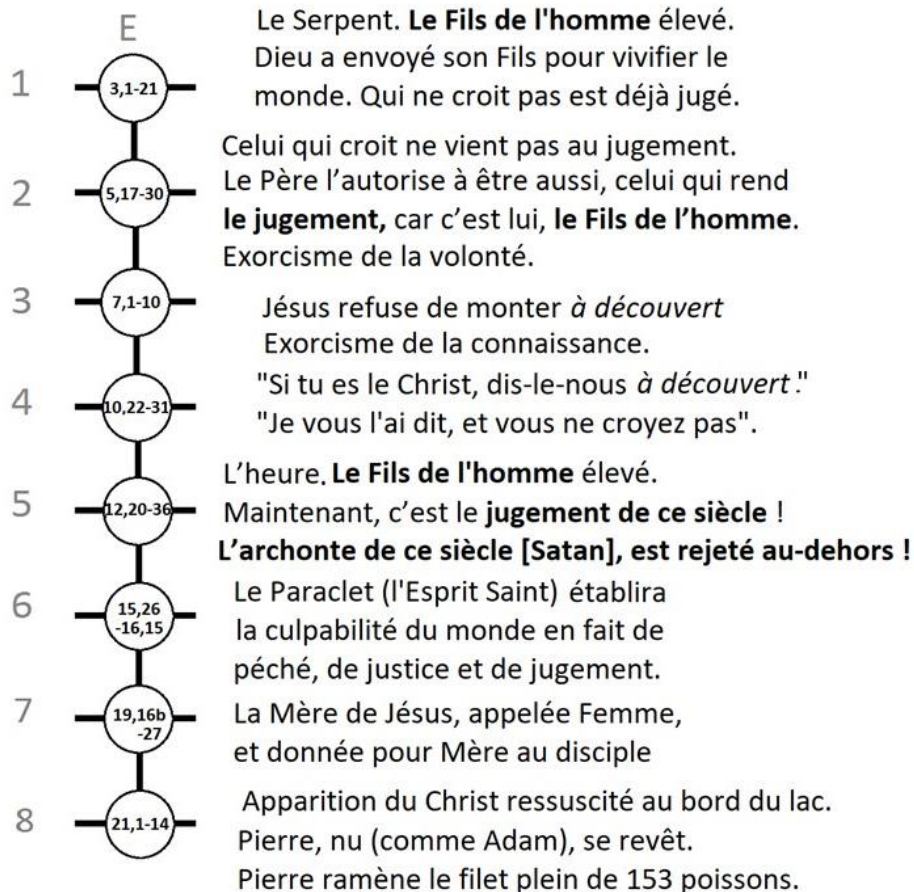 E
Le Serpent. Le Fils de l'homme élevé.
Dieu a envoyé son Fils pour vivifier le
1
3,1-21
monde. Qui ne croit pas est déjà jugé.
Celui qui croit ne vient pas au jugement.
2
5,17-30
Le Père l’autorise à être aussi, celui qui rend
le jugement, car c’est lui, le Fils de l’homme.
Exorcisme de la volonté.
3
7,1-10
Jésus refuse de monter à découvert
Exorcisme de la connaissance.
4
10,22-31
"Si tu es le Christ, dis-le-nous à découvert."
"Je vous l'ai dit, et vous ne croyez pas".
L’heure. Le Fils de l'homme élevé.
5
12,20-36
Maintenant, c’est le jugement de ce siècle !
L’archonte de ce siècle [Satan], est rejeté au-dehors !
6
15,26
-16,15
Le Paraclet (l'Esprit Saint) établira
la culpabilité du monde en fait de
péché, de justice et de jugement.
7
19,16b
-27
La Mère de Jésus, appelée Femme,
et donnée pour Mère au disciple
8
21,1-14
Apparition du Christ ressuscité au bord du lac.
Pierre, nu (comme Adam), se revêt.
Pierre ramène le filet plein de 153 poissons.